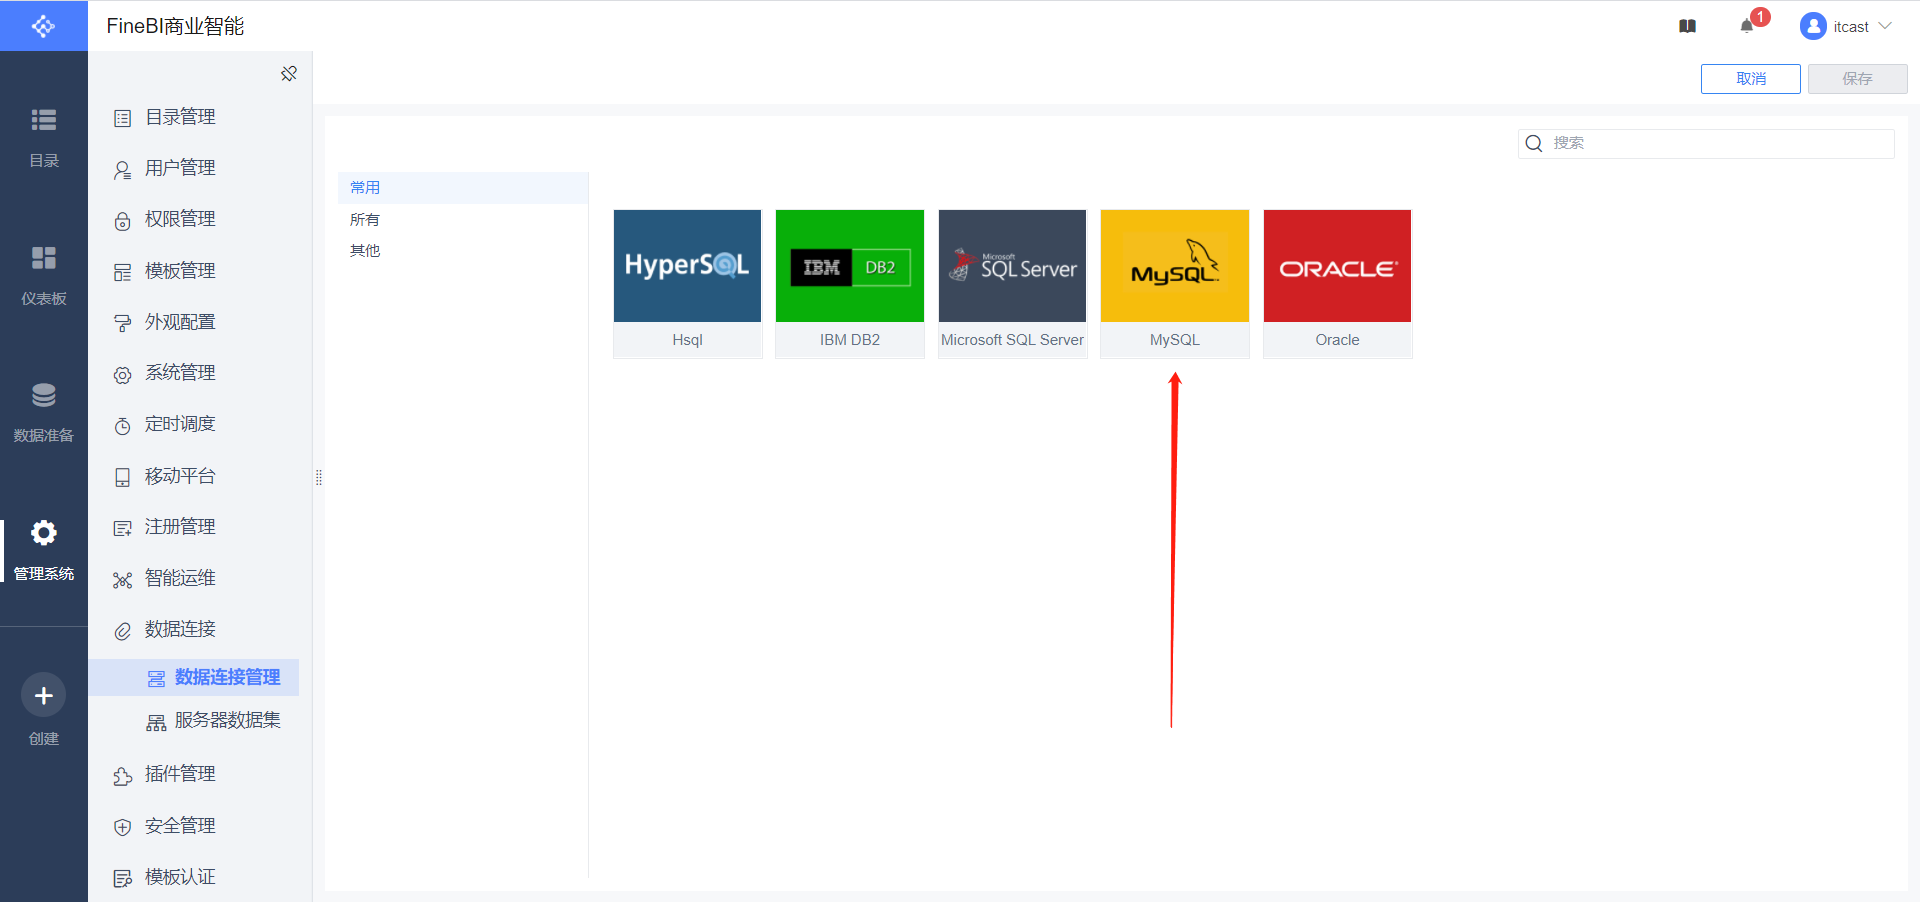 FineBI商业智能
1
itcast
取消
保存
目录
仪表板
数据准备
管理系统
创建
目录管理
用户管理
权限管理
模板管理
外观配置
系统管理
定时调度
移动平台
注册管理
智能运维
数据连接
数据连接管理
服务器数据集
插件管理
安全管理
模板认证
搜索
常用
所有
其他
HyperSQL
IBM DB2
Microsoft
SQL Server
MySQL
ORACLE
Hsql
IBM DB2
Microsoft SQL Server
MySQL
Oracle